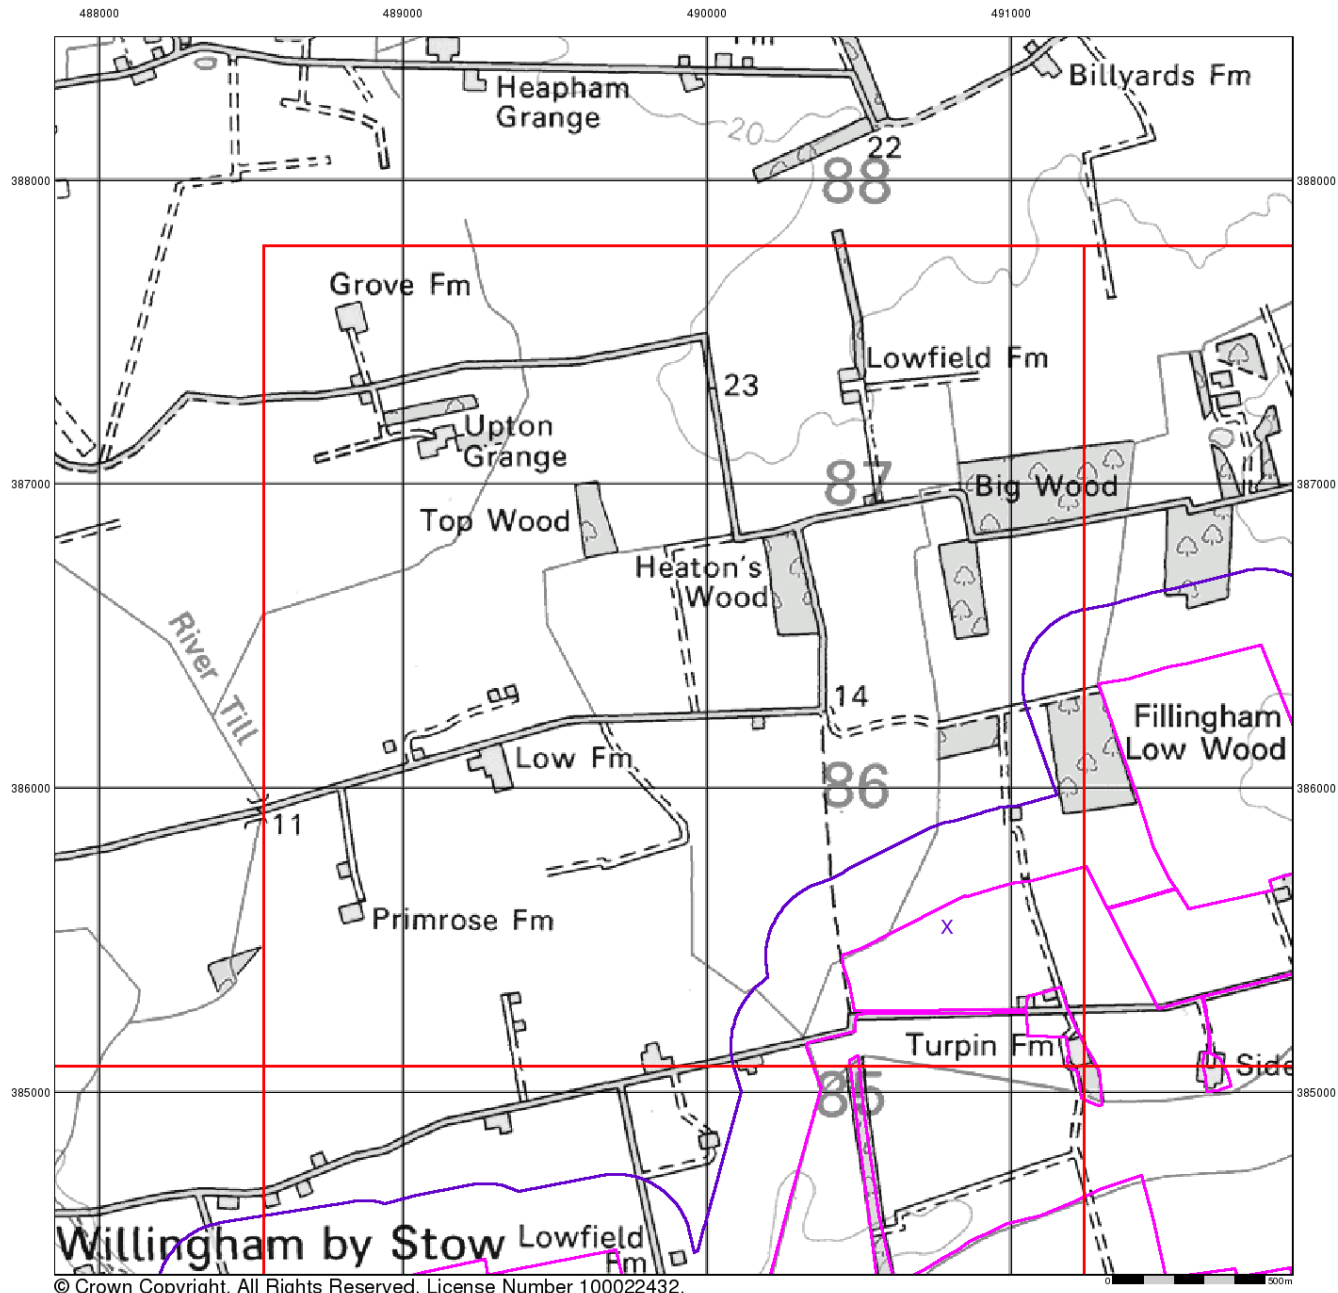 488000 489000 490000 491000
Billyards Fm
Heapham
Grange
20
22
88
388000 388000
Grove Fm
Lowfield Fm
23
Upton
Grange
87
387000 387000
Big Wood
Top Wood
Heaton's
Wood
River Till
14
Fillingham
Low Wood
Low Fm
86
386000 386000
11
Primrose Fm
X
Turpin Fm
Side
385000 385000
85
Willingham by Stow
Lowfield
Fm
0 500m
© Crown Copyright. All Rights Reserved. License Number 100022432.